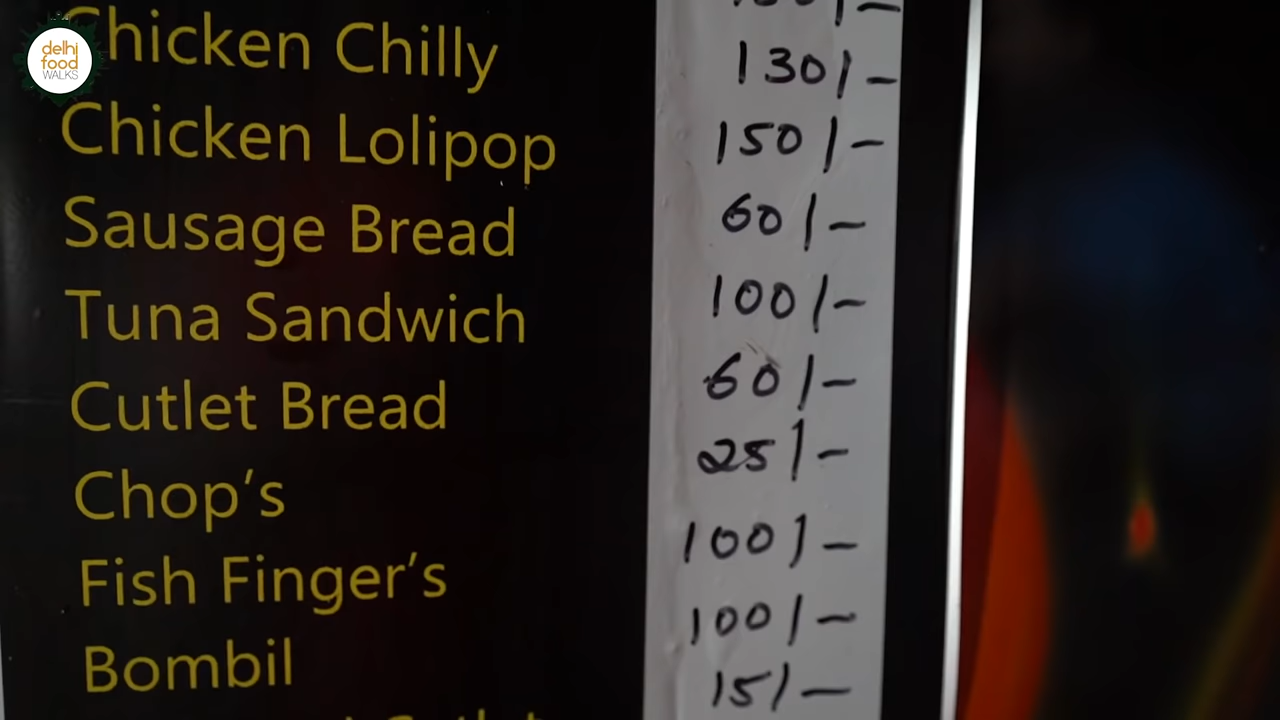 delhi
food
WALKS
Chicken Chilly 130/-
Chicken Lolipop 150/-
Sausage Bread 60/-
Tuna Sandwich 100/-
Cutlet Bread 60/-
Chop's 25/-
Fish Finger's 100/-
Bombil 100/-
15/-